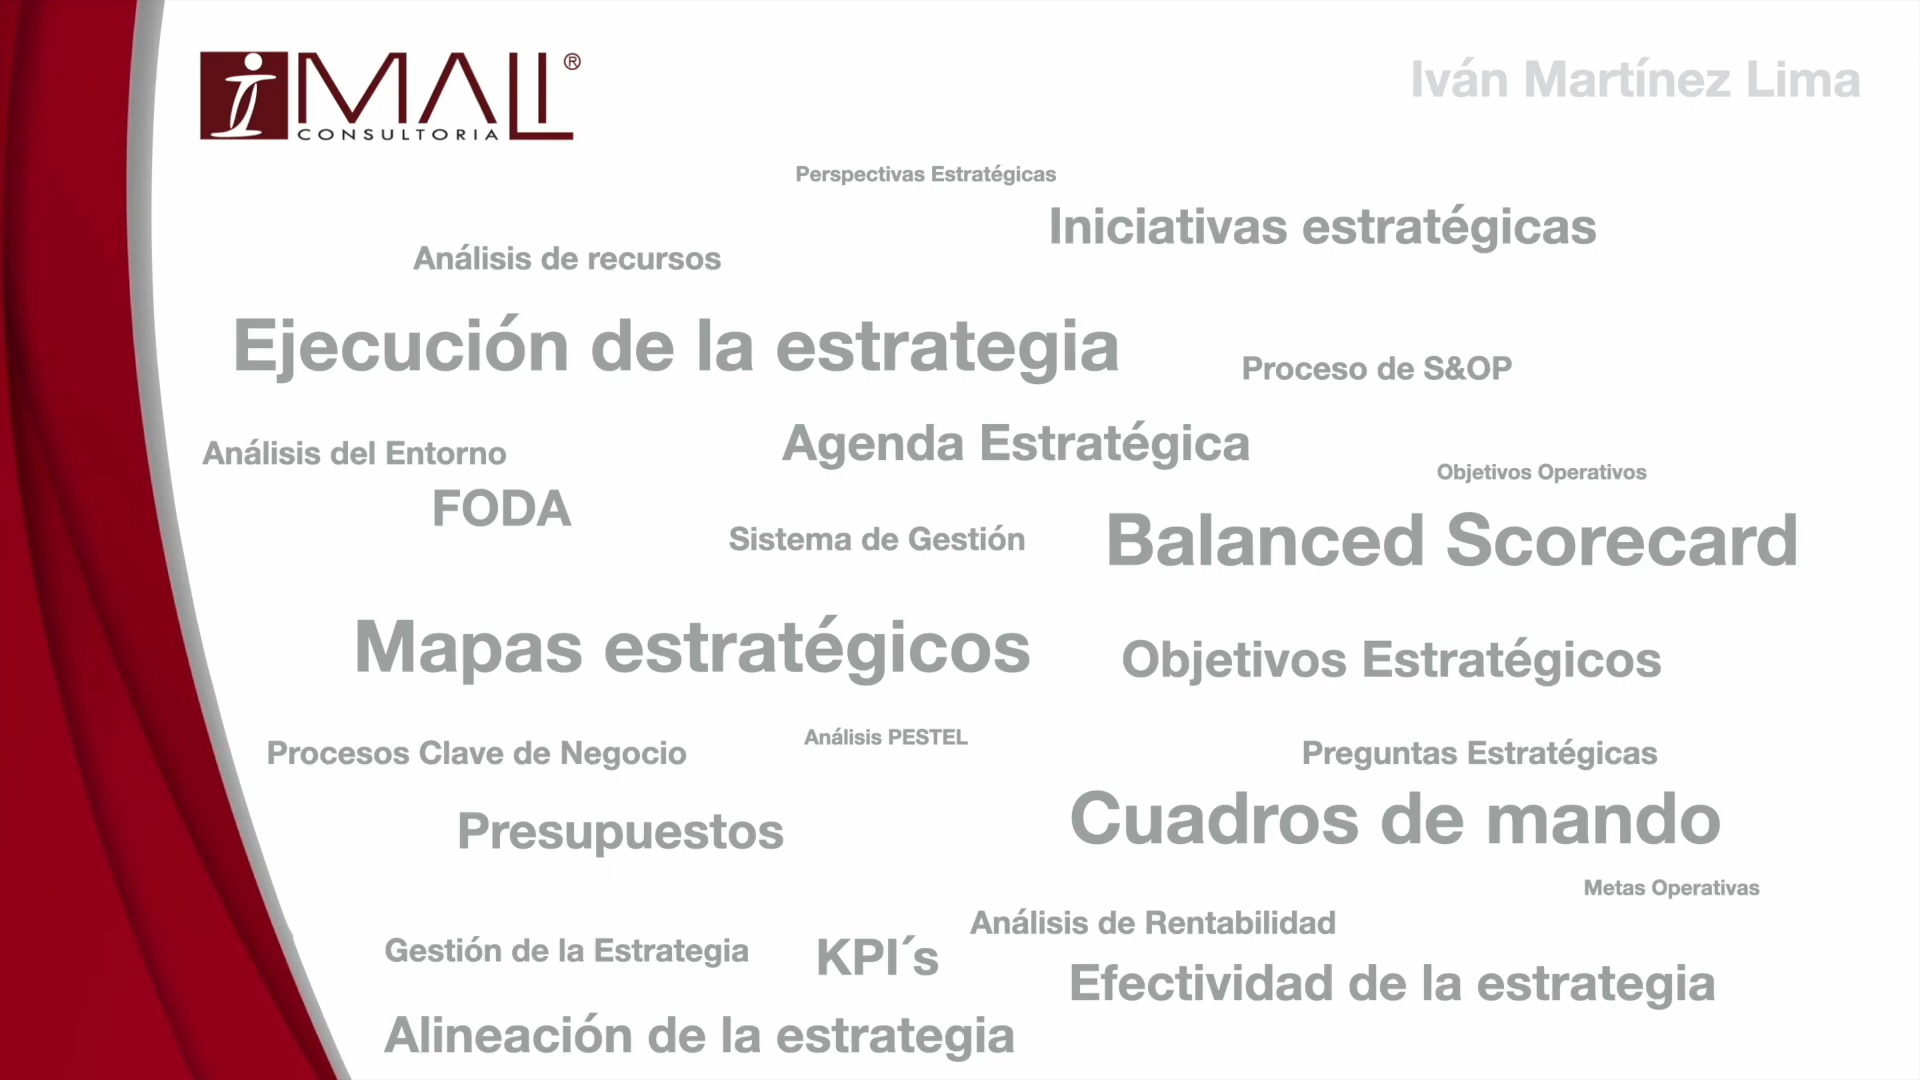 iMALI®
CONSULTORIA
Iván Martínez Lima
Perspectivas Estratégicas
Iniciativas estratégicas
Análisis de recursos
Ejecución de la estrategia
Proceso de S&OP
Agenda Estratégica
Análisis del Entorno
Objetivos Operativos
FODA
Sistema de Gestión
Balanced Scorecard
Mapas estratégicos
Objetivos Estratégicos
Análisis PESTEL
Procesos Clave de Negocio
Preguntas Estratégicas
Presupuestos
Cuadros de mando
Metas Operativas
Análisis de Rentabilidad
Gestión de la Estrategia
KPI´s
Efectividad de la estrategia
Alineación de la estrategia